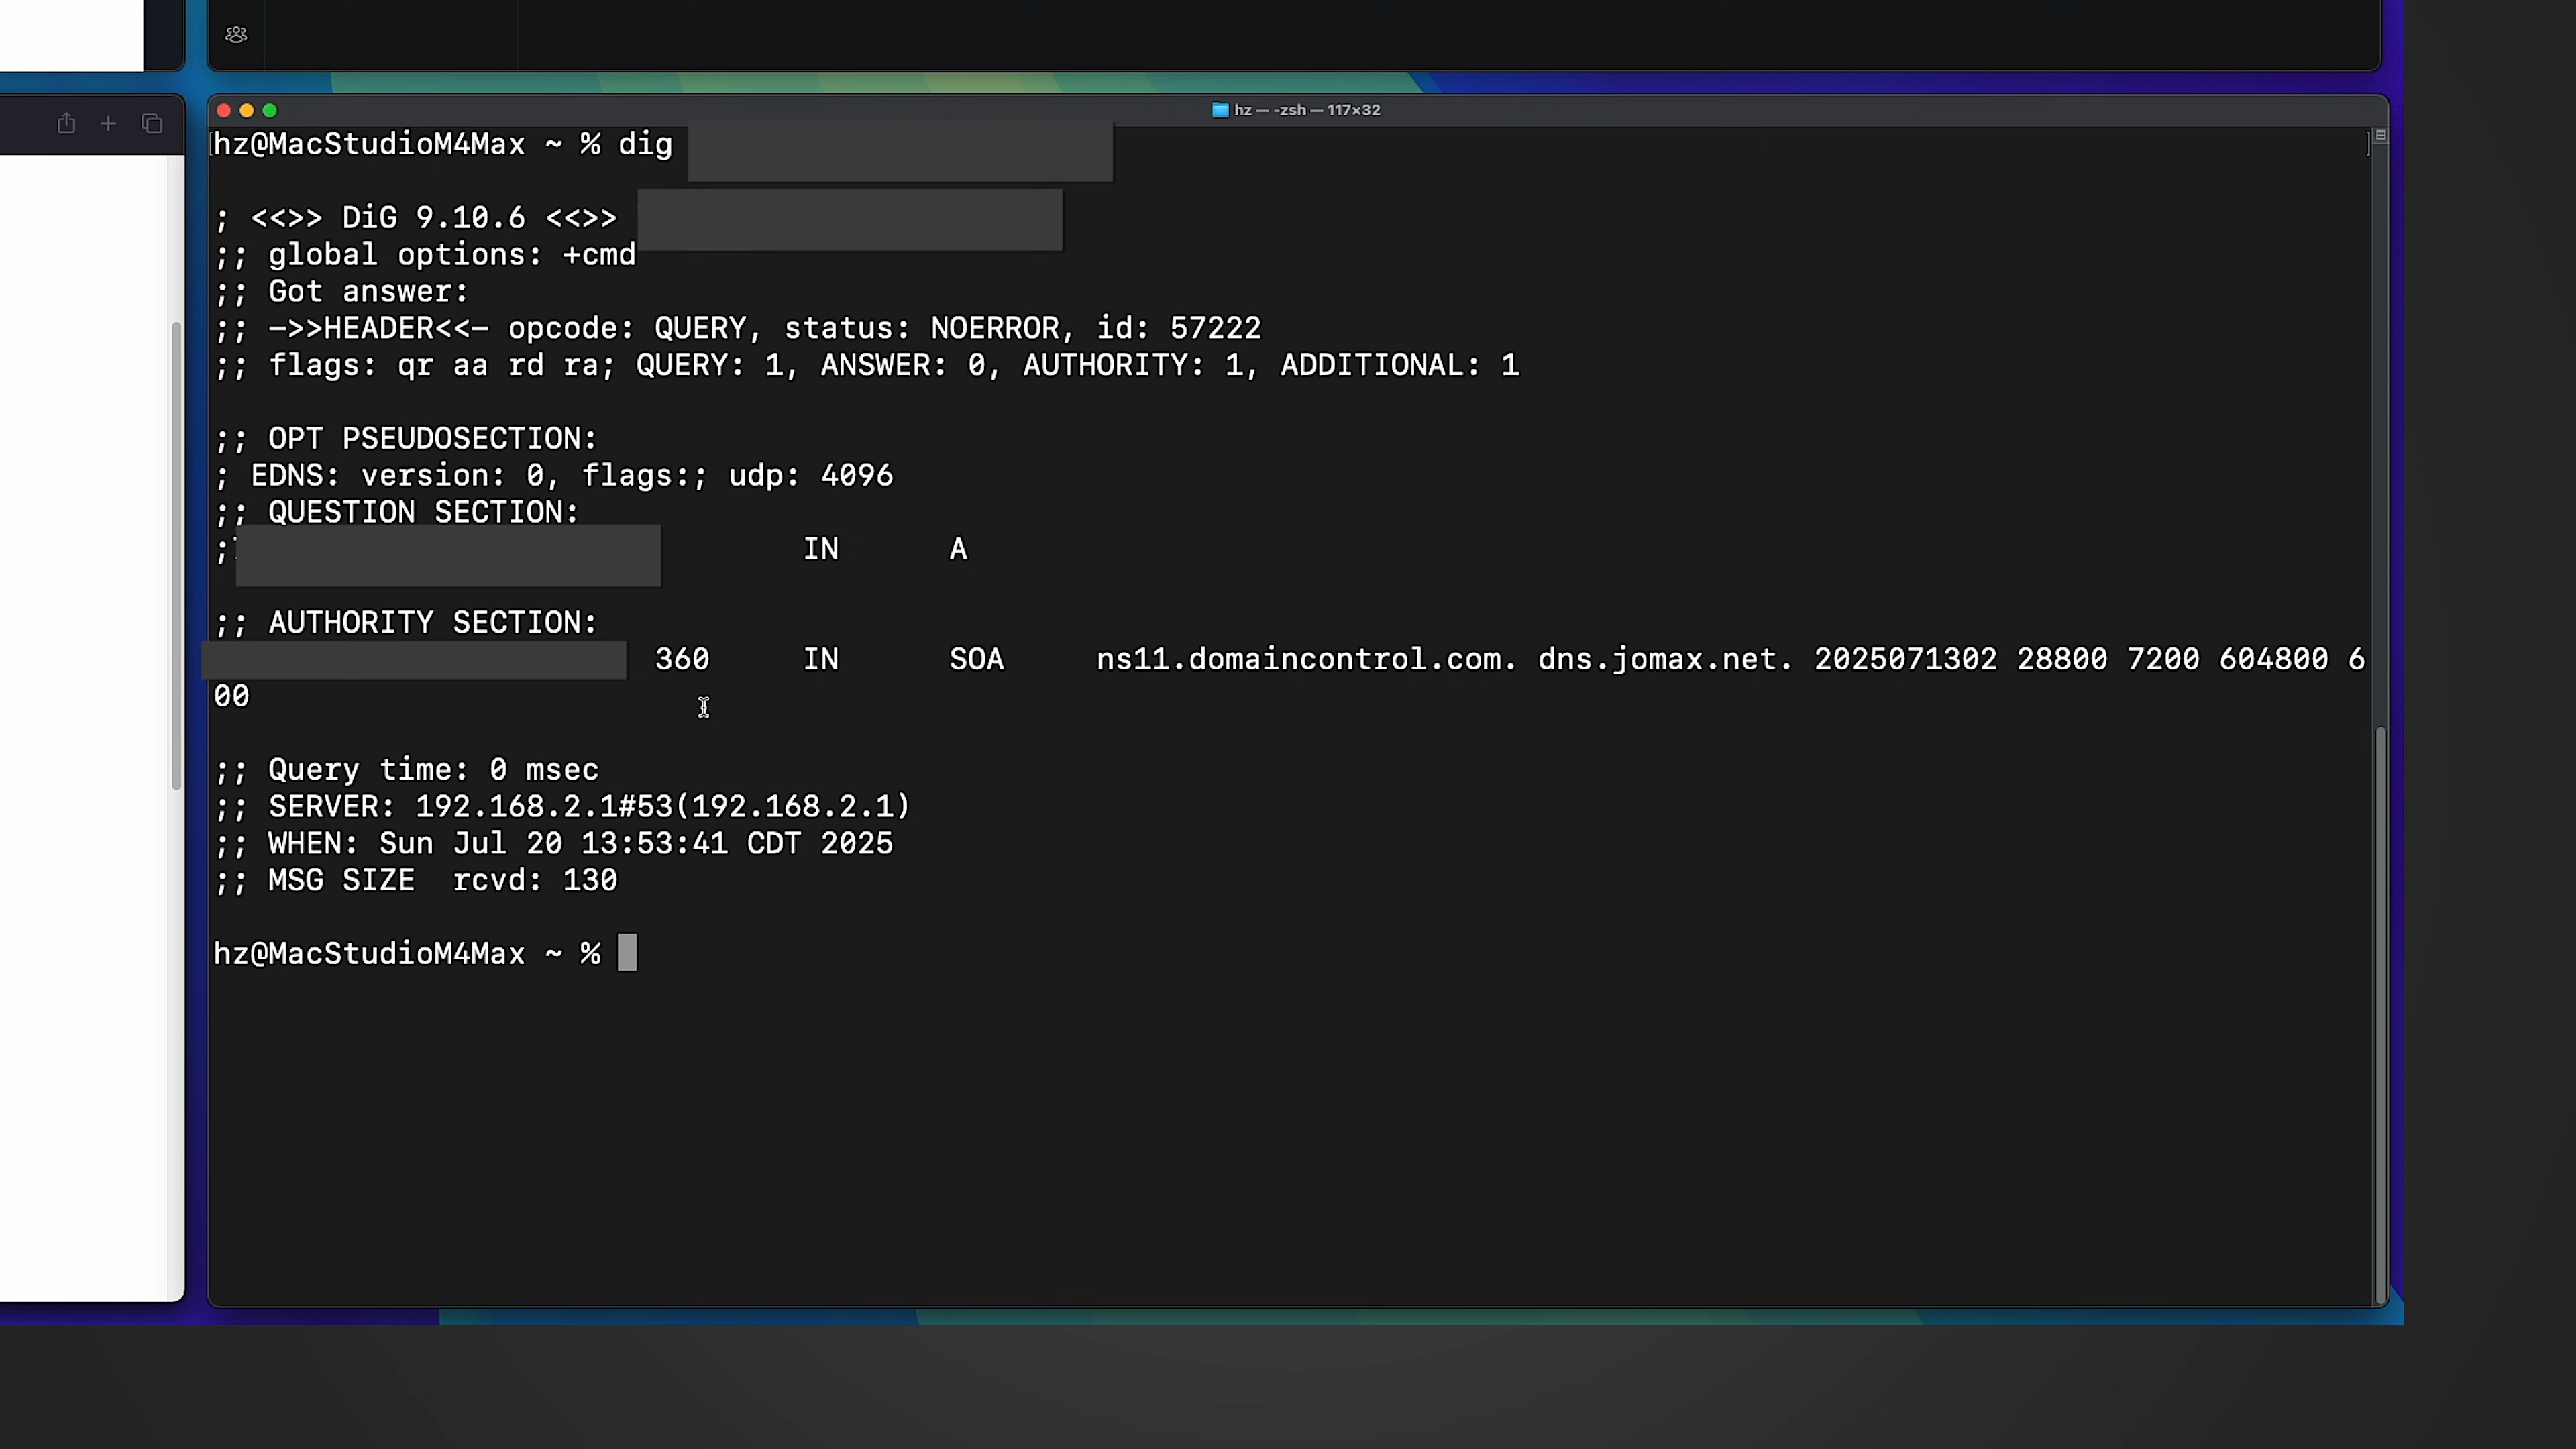 hz — -zsh — 117×32
hz@MacStudioM4Max ~ % dig
; <<>> DiG 9.10.6 <<>>
;; global options: +cmd
;; Got answer:
;; ->>HEADER<<- opcode: QUERY, status: NOERROR, id: 57222
;; flags: qr aa rd ra; QUERY: 1, ANSWER: 0, AUTHORITY: 1, ADDITIONAL: 1
;; OPT PSEUDOSECTION:
; EDNS: version: 0, flags:; udp: 4096
;; QUESTION SECTION:
; IN A
;; AUTHORITY SECTION:
360 IN SOA ns11.domaincontrol.com. dns.jomax.net. 2025071302 28800 7200 604800 6
00
;; Query time: 0 msec
;; SERVER: 192.168.2.1#53(192.168.2.1)
;; WHEN: Sun Jul 20 13:53:41 CDT 2025
;; MSG SIZE  rcvd: 130
hz@MacStudioM4Max ~ %